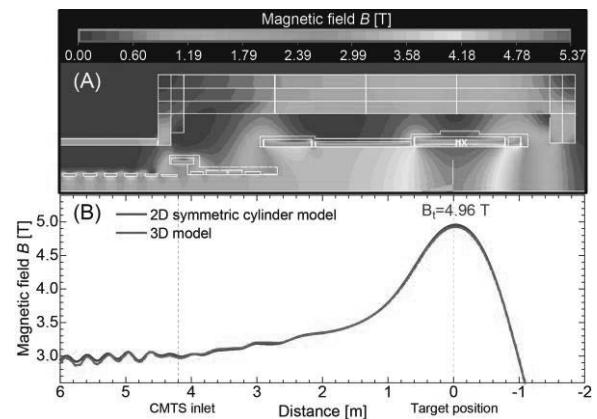 Magnetic field B [T]
0.00 0.60 1.19 1.79 2.39 2.99 3.58 4.18 4.78 5.37
(A)
MX
(B)
2D symmetric cylinder model
3D model
Bt=4.96 T
Magnetic field B [T]
5.0
4.5
4.0
3.5
3.0
6 5 4 3 2 1 0 -1 -2
CMTS inlet Distance [m] Target position